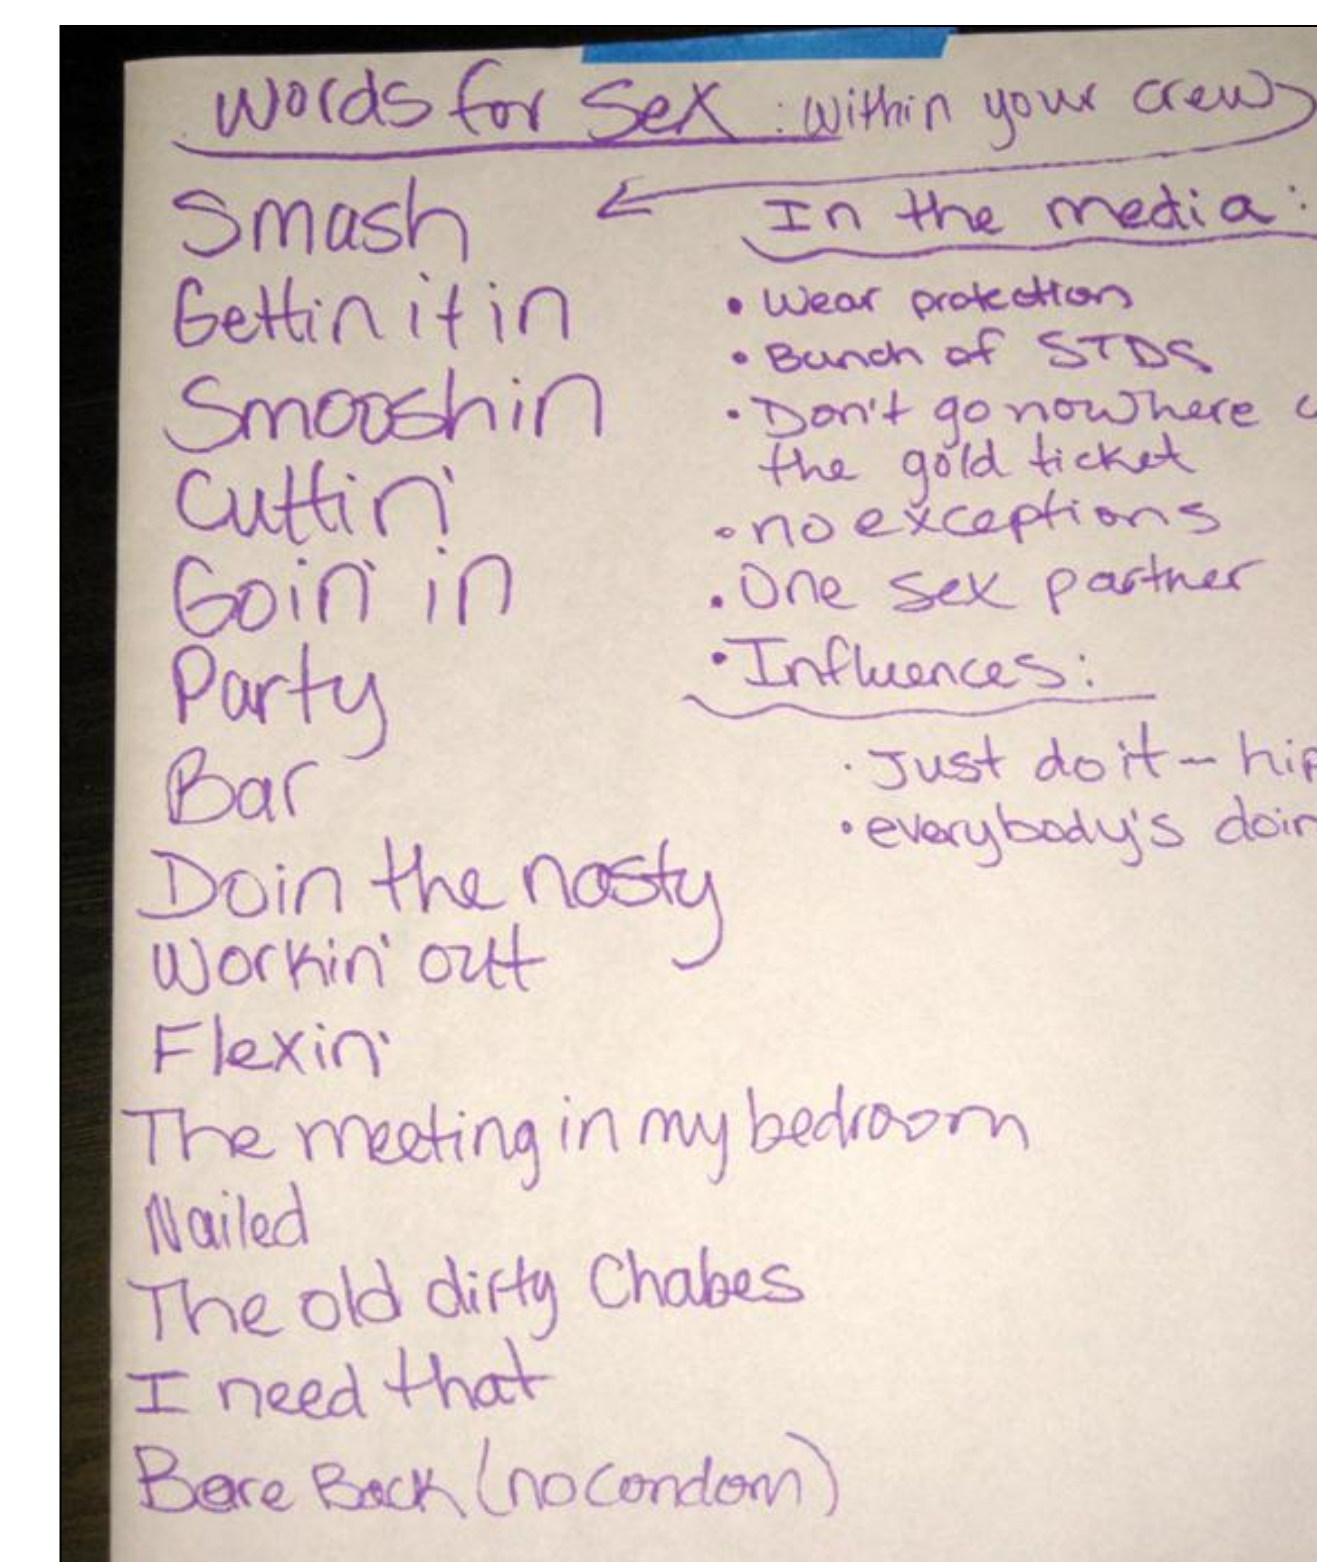 Words for Sex : within your crew
Smash
Gettin it in
Smooshin
Cuttin'
Goin' in
Party
Bar
Doin the nasty
Workin' outt
Flexin'
The meeting in my bedroom
Nailed
The old dirty Chabes
I need that
Bare Back (no condom)
In the media:
• Wear protection
• Bunch of STDS
• Don't go nowhere
the gold ticket
• no exceptions
• One sex partner
• Influences:
• Just do it - hip
• everybody's doin